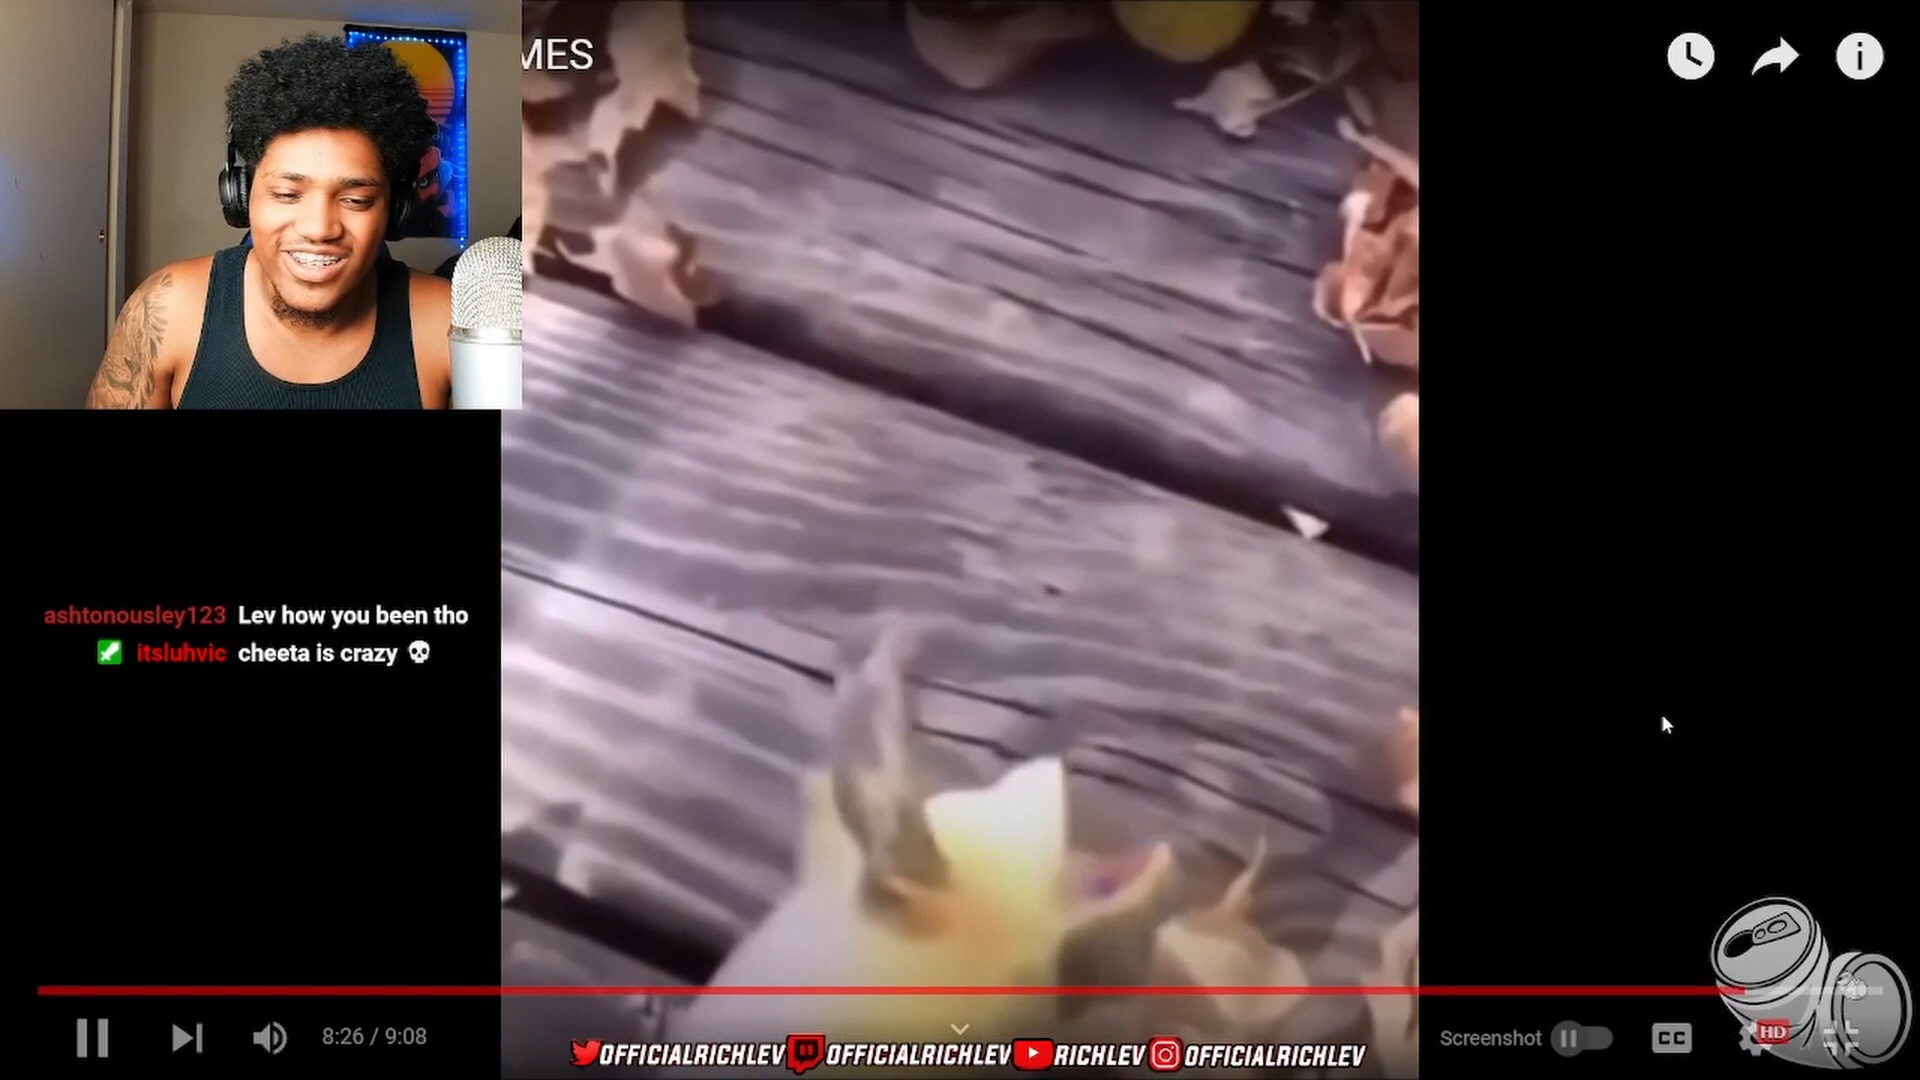 MES
ashtonousley123 Lev how you been tho
itsluhvic cheeta is crazy 💀
8:26 / 9:08
Screenshot
CC
HD
OFFICIALRICHLEV OFFICIALRICHLEV RICHLEV OFFICIALRICHLEV